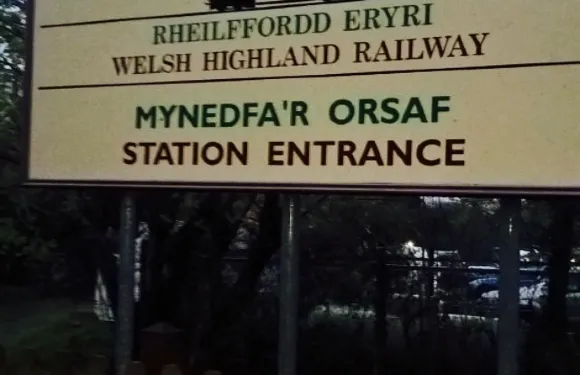 RHEILFFORDD ERYRI
WELSH HIGHLAND RAILWAY
MYNEDFA'R ORSAF
STATION ENTRANCE